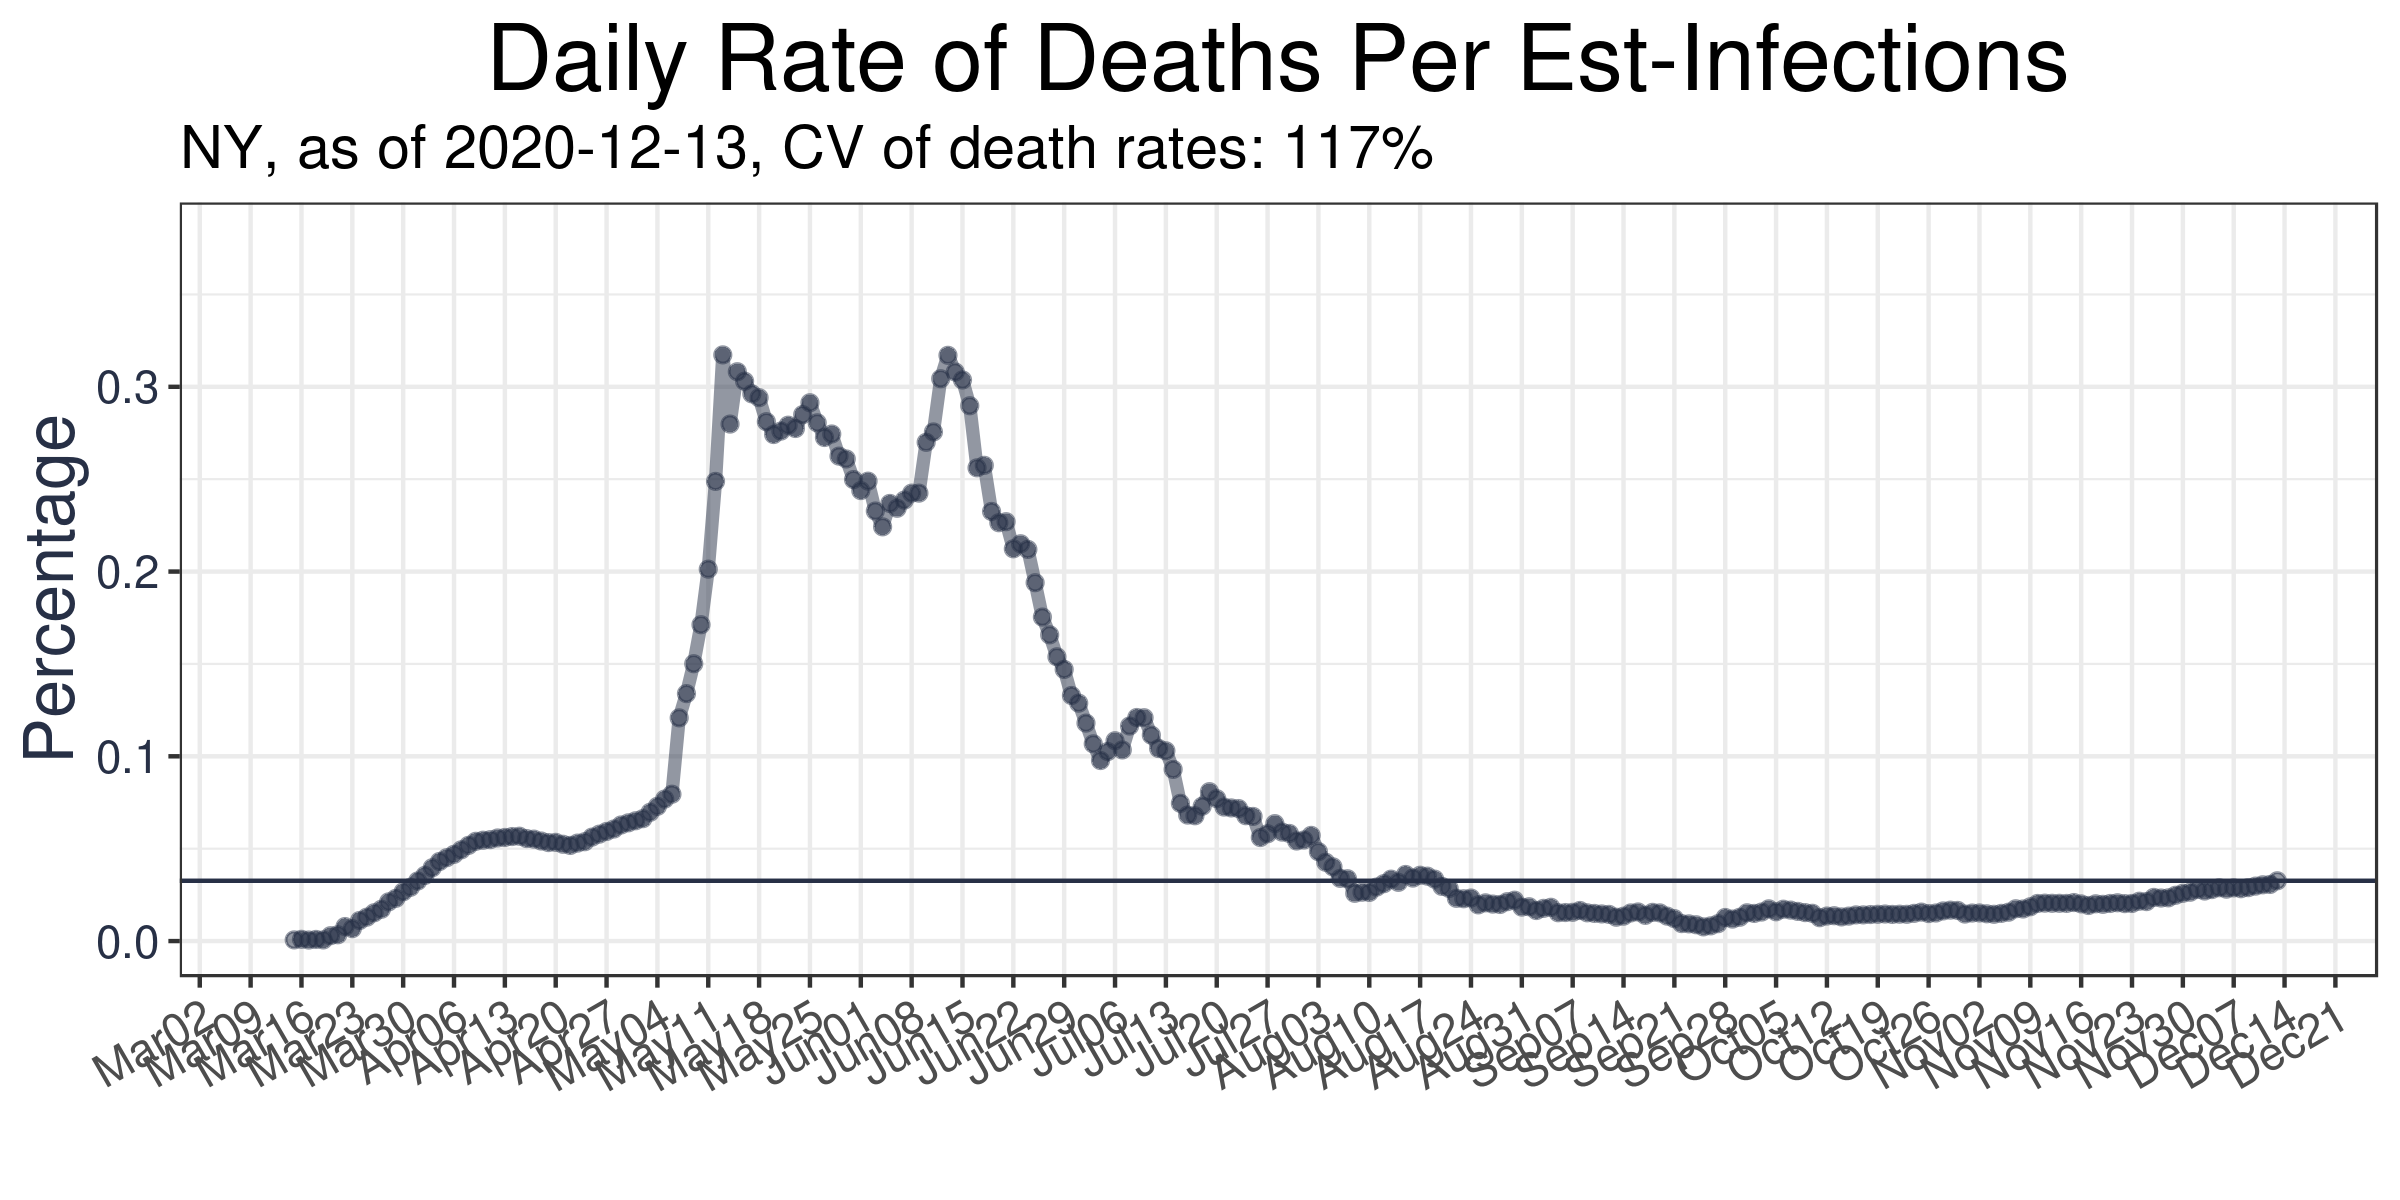 Daily Rate of Deaths Per Est-Infections
NY, as of 2020-12-13, CV of death rates: 117%
Percentage
0.3
0.2
0.1
0.0
Mar02
Mar09
Mar16
Mar23
Mar30
Apr06
Apr13
Apr20
Apr27
May04
May11
May18
May25
Jun01
Jun08
Jun15
Jun22
Jun29
Jul06
Jul13
Jul20
Jul27
Aug03
Aug10
Aug17
Aug24
Aug31
Sep07
Sep14
Sep21
Sep28
Oct05
Oct12
Oct19
Oct26
Nov02
Nov09
Nov16
Nov23
Nov30
Dec07
Dec14
Dec21